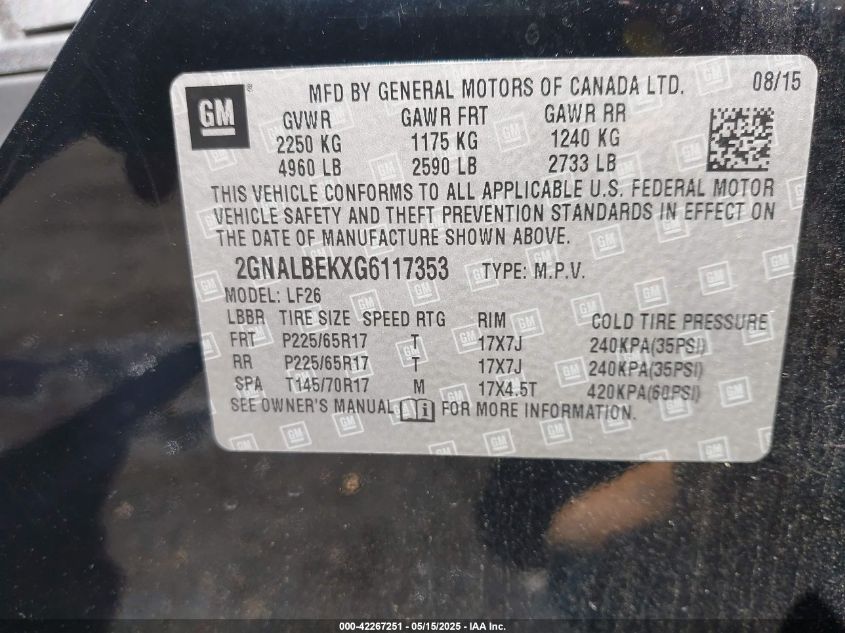 GM
MFD BY GENERAL MOTORS OF CANADA LTD. 08/15
GVWR GAWR FRT GAWR RR
2250 KG 1175 KG 1240 KG
4960 LB 2590 LB 2733 LB
THIS VEHICLE CONFORMS TO ALL APPLICABLE U.S. FEDERAL MOTOR
VEHICLE SAFETY AND THEFT PREVENTION STANDARDS IN EFFECT ON
THE DATE OF MANUFACTURE SHOWN ABOVE.
2GNALBEKXG6117353 TYPE: M.P.V.
MODEL: LF26
LBBR TIRE SIZE SPEED RTG RIM COLD TIRE PRESSURE
FRT P225/65R17 T 17X7J 240KPA(35PSI)
RR P225/65R17 T 17X7J 240KPA(35PSI)
SPA T145/70R17 M 17X4.5T 420KPA(60PSI)
SEE OWNER'S MANUAL FOR MORE INFORMATION.
000-42267251 - 05/15/2025 - IAA Inc.